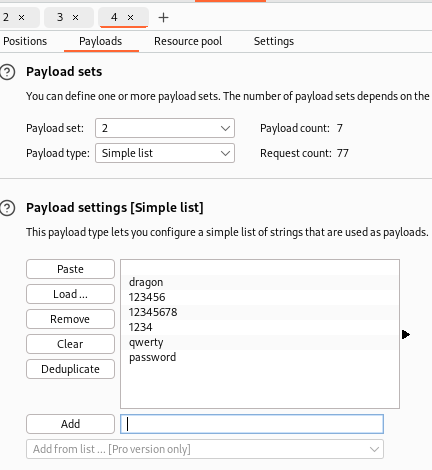 2 × 3 × 4 × +
Positions Payloads Resource pool Settings
? Payload sets
You can define one or more payload sets. The number of payload sets depends on the
Payload set: 2 Payload count: 7
Payload type: Simple list Request count: 77
? Payload settings [Simple list]
This payload type lets you configure a simple list of strings that are used as payloads.
Paste
Load ...
Remove
Clear
Deduplicate
dragon
123456
12345678
1234
qwerty
password
Add
Add from list ... [Pro version only]